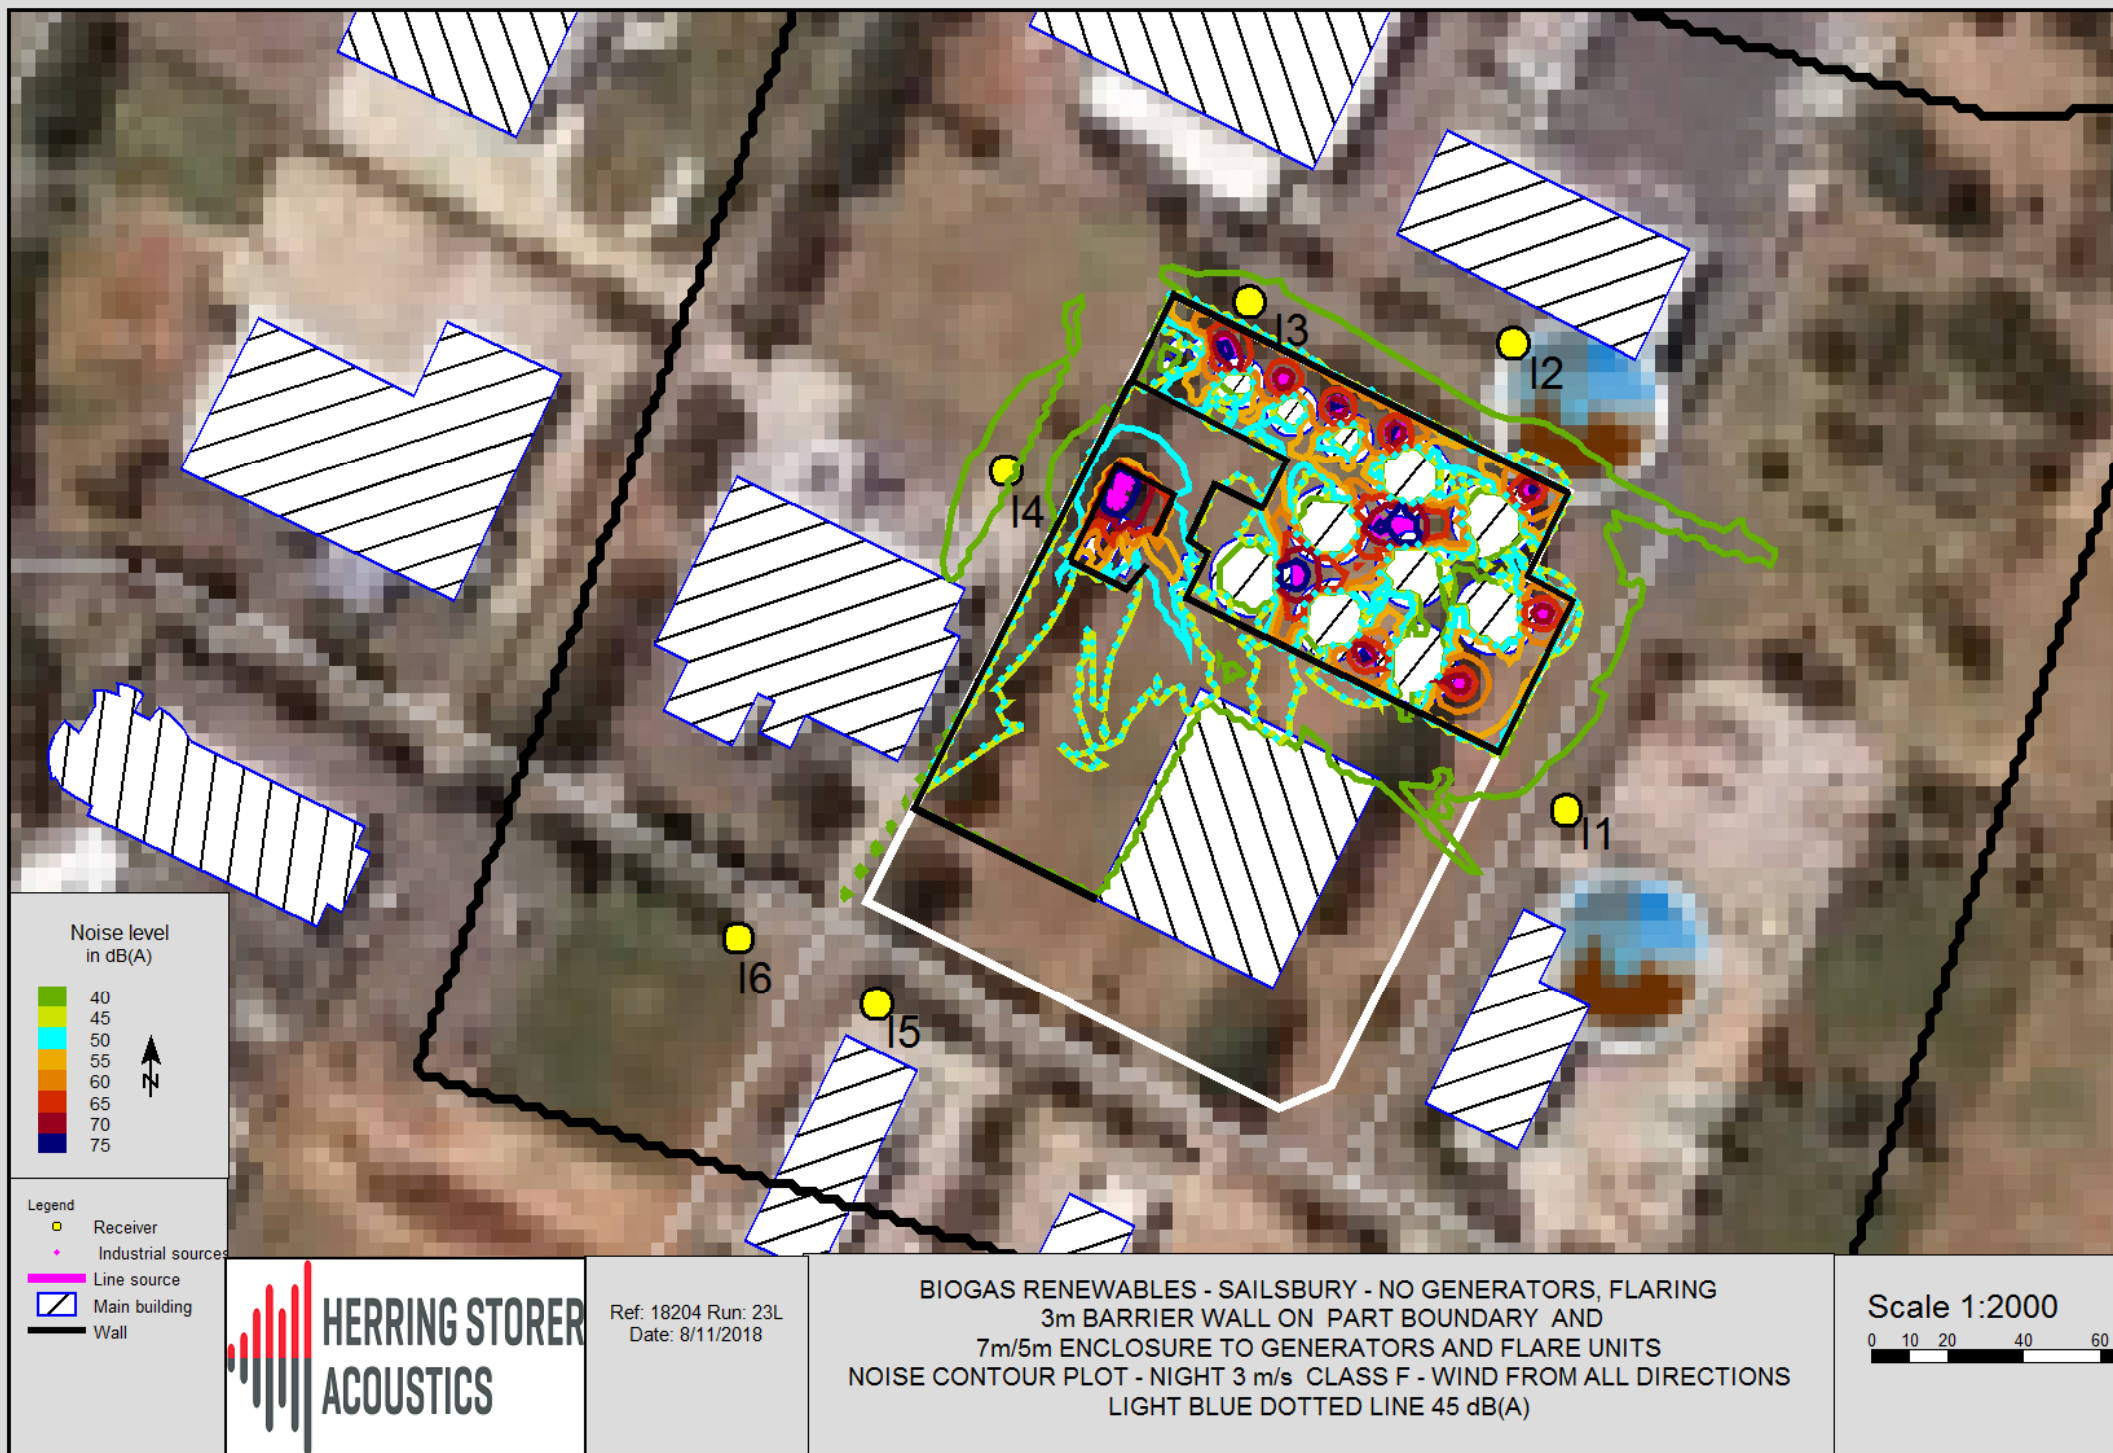 I3
I2
I4
I1
I6
I5
Noise level
in dB(A)
40
45
50
55
60
65
70
75
N
Legend
Receiver
Industrial sources
Line source
Main building
Wall
HERRING STORER
ACOUSTICS
Ref: 18204 Run: 23L
Date: 8/11/2018
BIOGAS RENEWABLES - SAILSBURY - NO GENERATORS, FLARING
3m BARRIER WALL ON PART BOUNDARY AND
7m/5m ENCLOSURE TO GENERATORS AND FLARE UNITS
NOISE CONTOUR PLOT - NIGHT 3 m/s CLASS F - WIND FROM ALL DIRECTIONS
LIGHT BLUE DOTTED LINE 45 dB(A)
Scale 1:2000
0 10 20 40 60